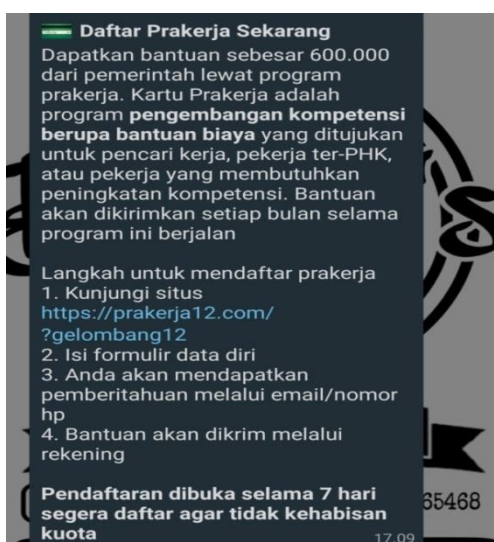 Daftar Prakerja Sekarang
Dapatkan bantuan sebesar 600.000
dari pemerintah lewat program
prakerja. Kartu Prakerja adalah
program pengembangan kompetensi
berupa bantuan biaya yang ditujukan
untuk pencari kerja, pekerja ter-PHK,
atau pekerja yang membutuhkan
peningkatan kompetensi. Bantuan
akan dikirimkan setiap bulan selama
program ini berjalan
Langkah untuk mendaftar prakerja
1. Kunjungi situs
https://prakerja12.com/
?gelombang12
2. Isi formulir data diri
3. Anda akan mendapatkan
pemberitahuan melalui email/nomor
hp
4. Bantuan akan dikrim melalui
rekening
Pendaftaran dibuka selama 7 hari
segera daftar agar tidak kehabisan
kuota
17.09
65468